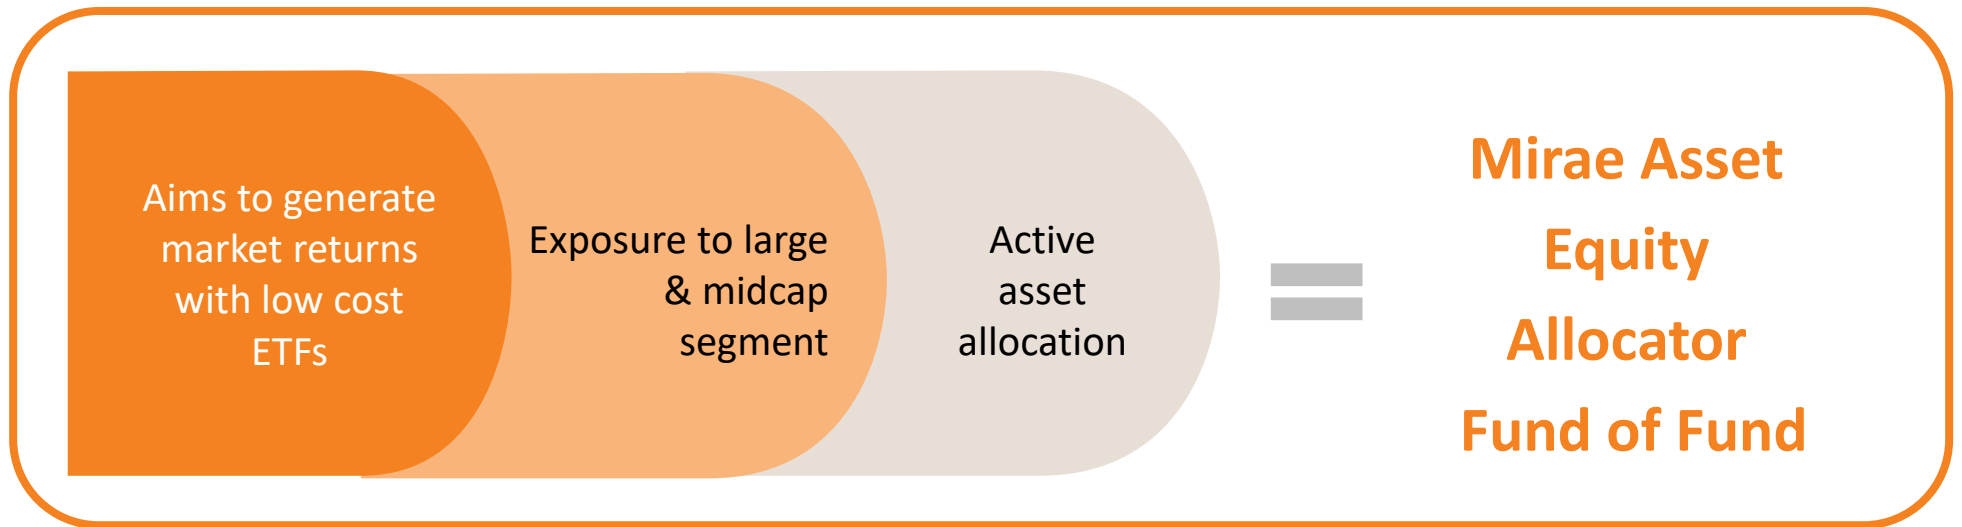 Aims to generate
market returns
with low cost
ETFs
Exposure to large
& midcap
segment
Active
asset
allocation
Mirae Asset
Equity
Allocator
Fund of Fund